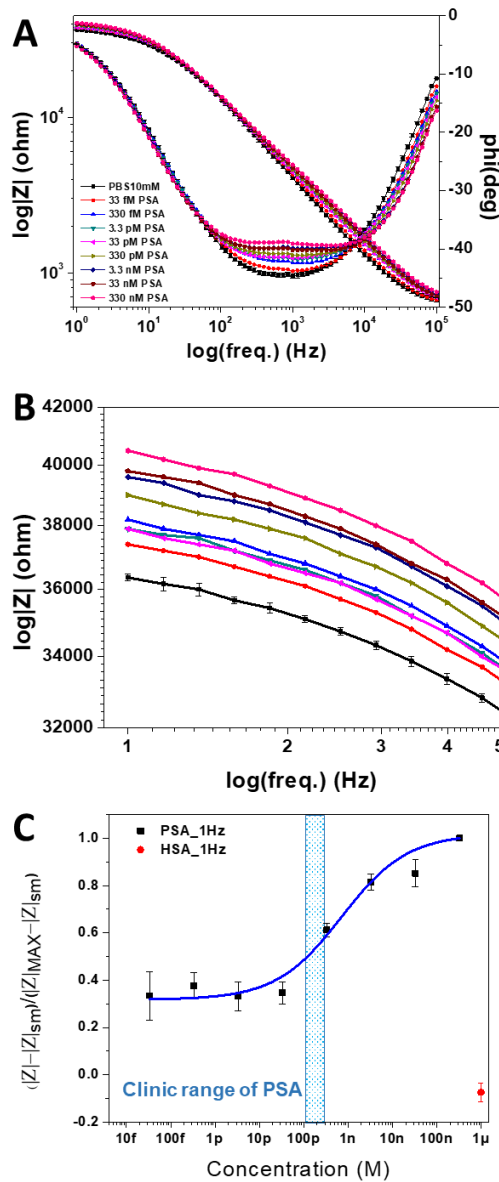 A
log|Z| (ohm)
10⁴
10³
PBS10mM
33 fM PSA
330 fM PSA
3.3 pM PSA
33 pM PSA
330 pM PSA
3.3 nM PSA
33 nM PSA
330 nM PSA
0
-10
-20
-30
-40
-50
phi(deg)
10⁰ 10¹ 10² 10³ 10⁴ 10⁵
log(freq.) (Hz)
B
log|Z| (ohm)
42000
40000
38000
36000
34000
32000
1 2 3 4 5
log(freq.) (Hz)
C
(|Z|-|Z|sm)/(|Z|MAX-|Z|sm)
1.0
0.8
0.6
0.4
0.2
0.0
-0.2
PSA_1Hz
HSA_1Hz
Clinic range of PSA
10f 100f 1p 10p 100p 1n 10n 100n 1µ
Concentration (M)